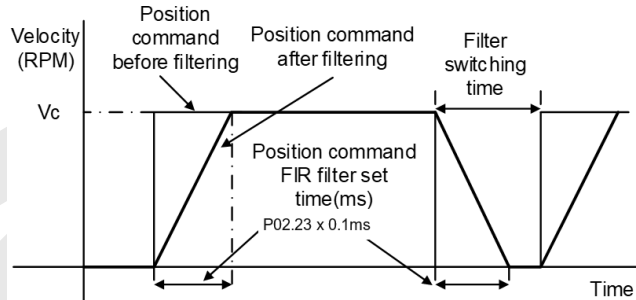 Position
command
before filtering
Velocity
(RPM)
Position command
after filtering
Filter
switching
time
Vc
Position command
FIR filter set
time(ms)
P02.23 x 0.1ms
Time